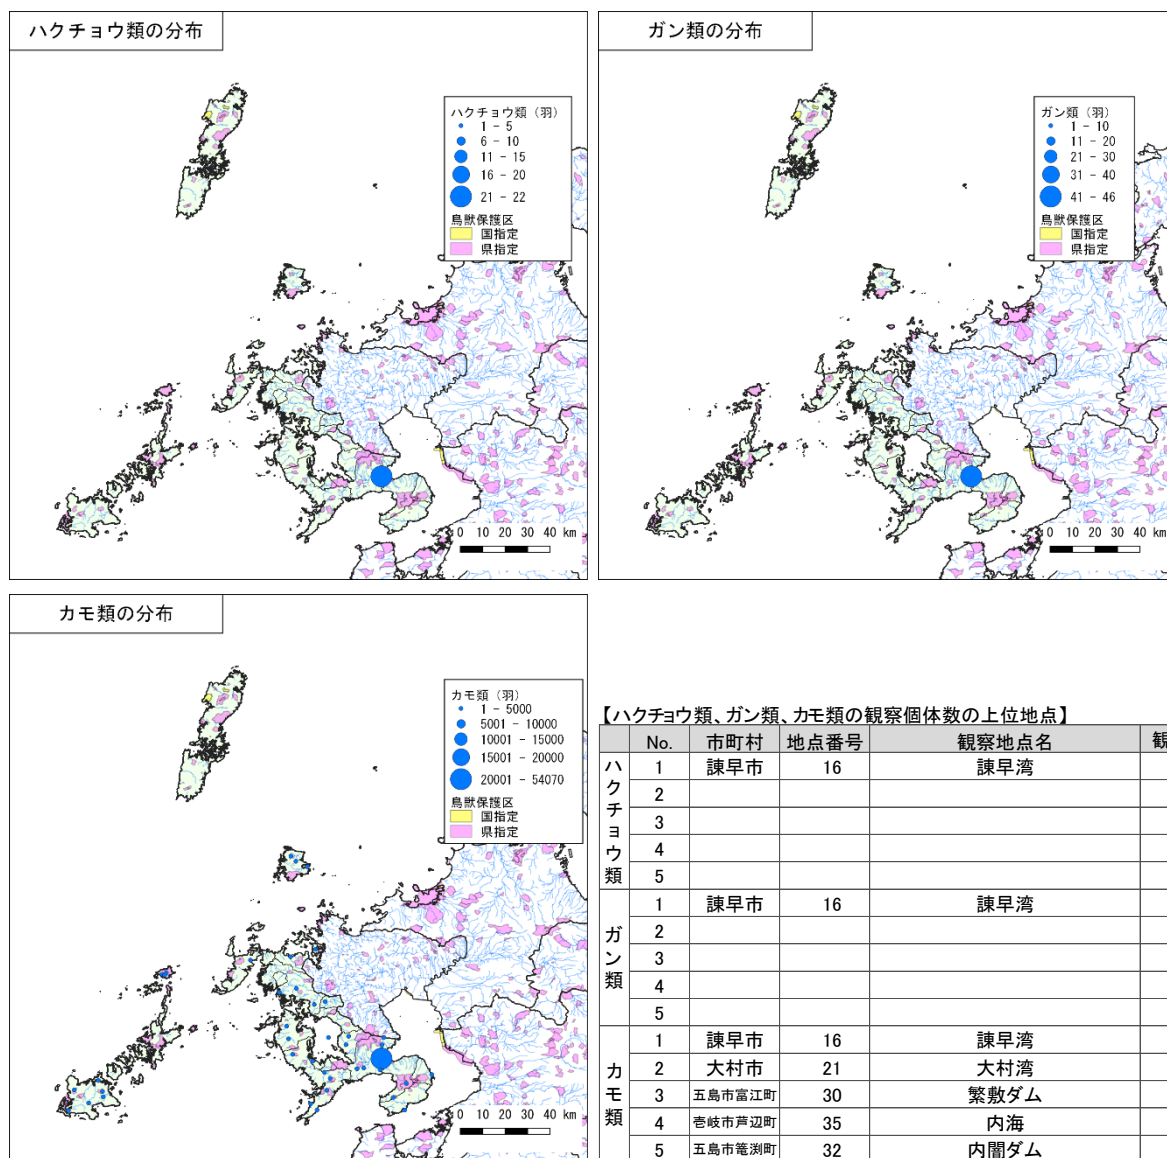 ハクチョウ類の分布
ハクチョウ類（羽）
1 - 5
6 - 10
11 - 15
16 - 20
21 - 22
鳥獣保護区
国指定
県指定
0 10 20 30 40 km
ガン類の分布
ガン類（羽）
1 - 10
11 - 20
21 - 30
31 - 40
41 - 46
鳥獣保護区
国指定
県指定
0 10 20 30 40 km
カモ類の分布
カモ類（羽）
1 - 5000
5001 - 10000
10001 - 15000
15001 - 20000
20001 - 54070
鳥獣保護区
国指定
県指定
0 10 20 30 40 km
【ハクチョウ類、ガン類、カモ類の観察個体数の上位地点】
No. 市町村 地点番号 観察地点名 観
ハクチョウ類
1 諫早市 16 諫早湾
2
3
4
5
ガン類
1 諫早市 16 諫早湾
2
3
4
5
カモ類
1 諫早市 16 諫早湾
2 大村市 21 大村湾
3 五島市富江町 30 繁敷ダム
4 壱岐市芦辺町 35 内海
5 五島市篭渕町 32 内闇ダム